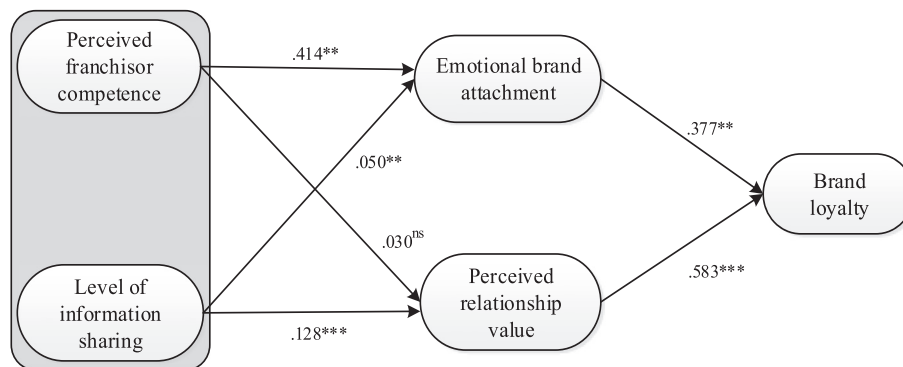 Perceived
franchisor
competence
.414**
Emotional brand
attachment
.377**
.050**
Brand
loyalty
.030ns
Level of
information
sharing
.128***
Perceived
relationship
value
.583***